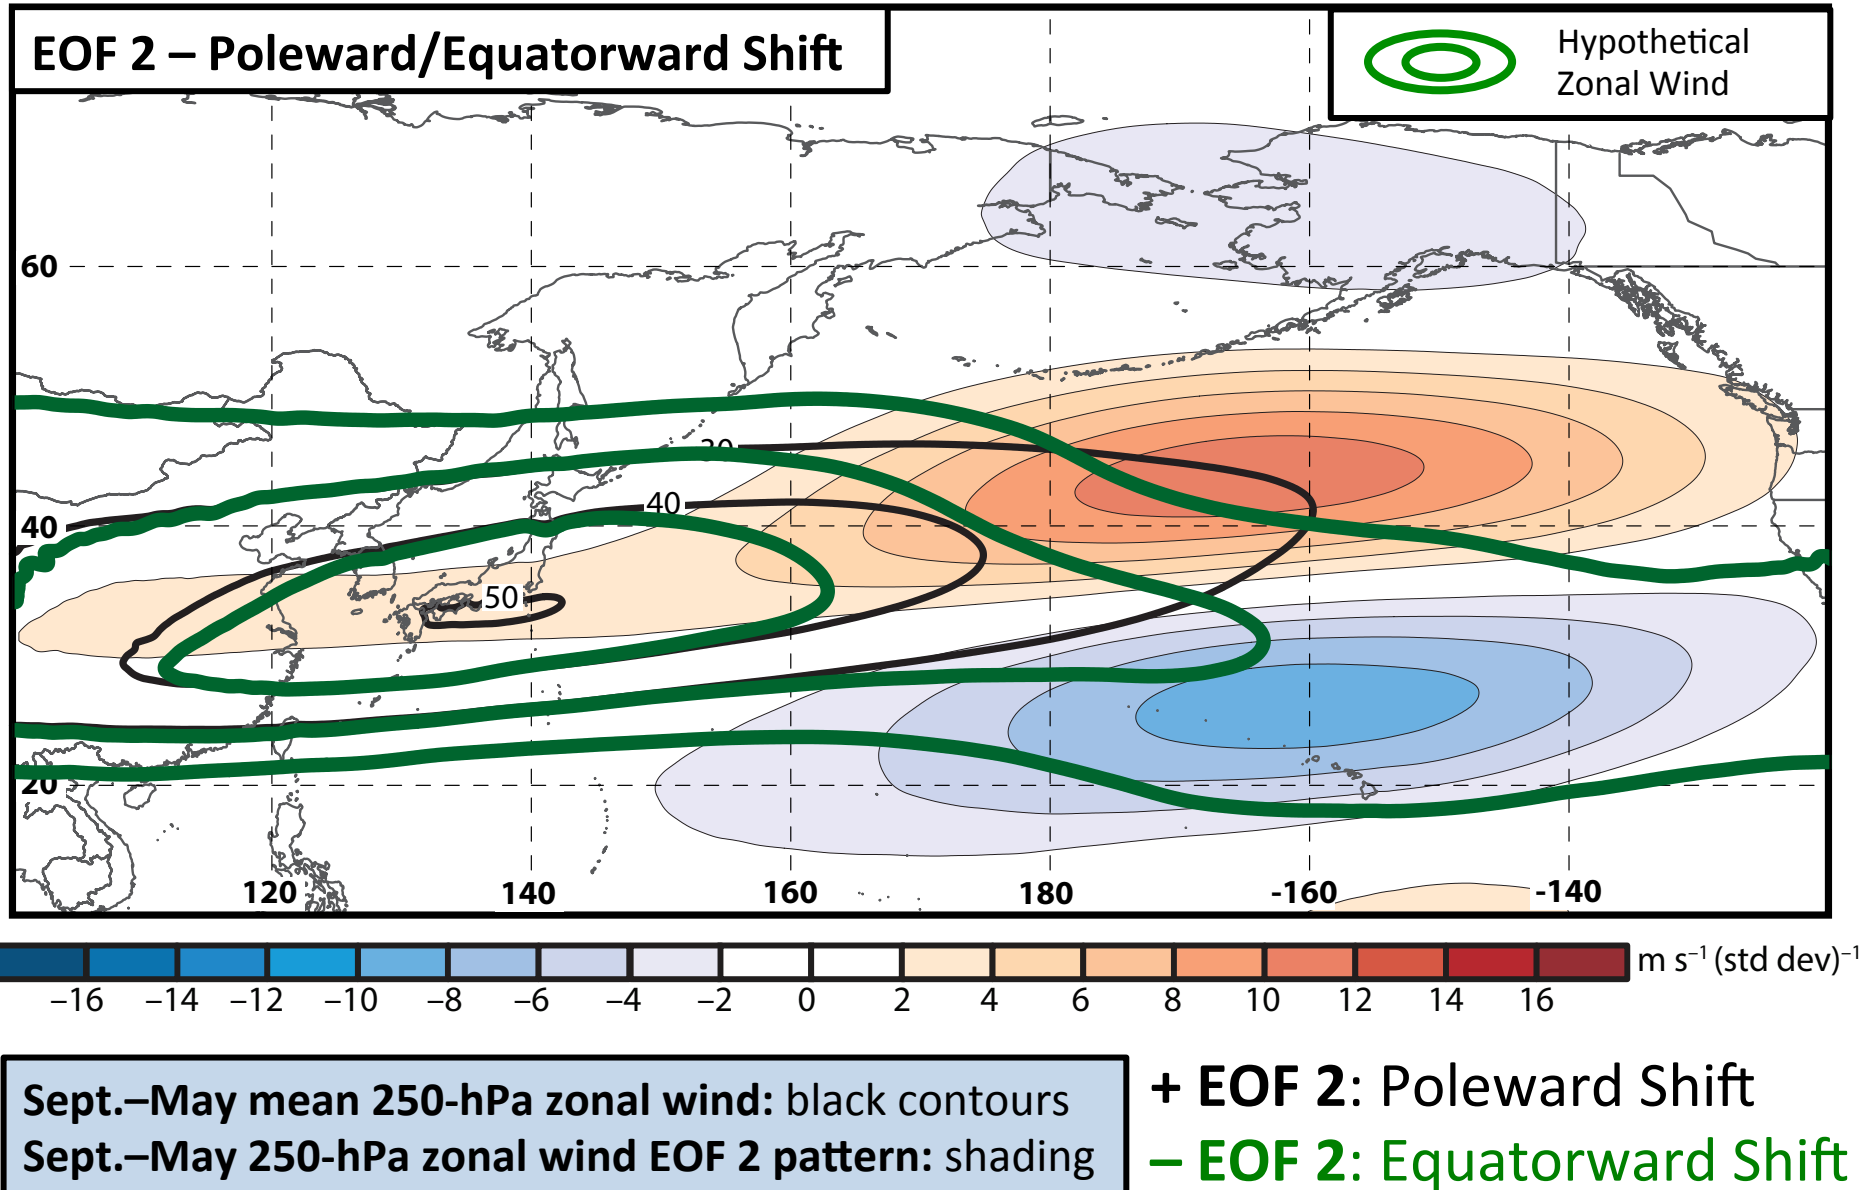 EOF 2 – Poleward/Equatorward Shift
Hypothetical
Zonal Wind
60
40
20
30
40
50
120 140 160 180 -160 -140
−16 −14 −12 −10 −8 −6 −4 −2 0 2 4 6 8 10 12 14 16
m s⁻¹ (std dev)⁻¹
Sept.–May mean 250-hPa zonal wind: black contours
Sept.–May 250-hPa zonal wind EOF 2 pattern: shading
+ EOF 2: Poleward Shift
– EOF 2: Equatorward Shift